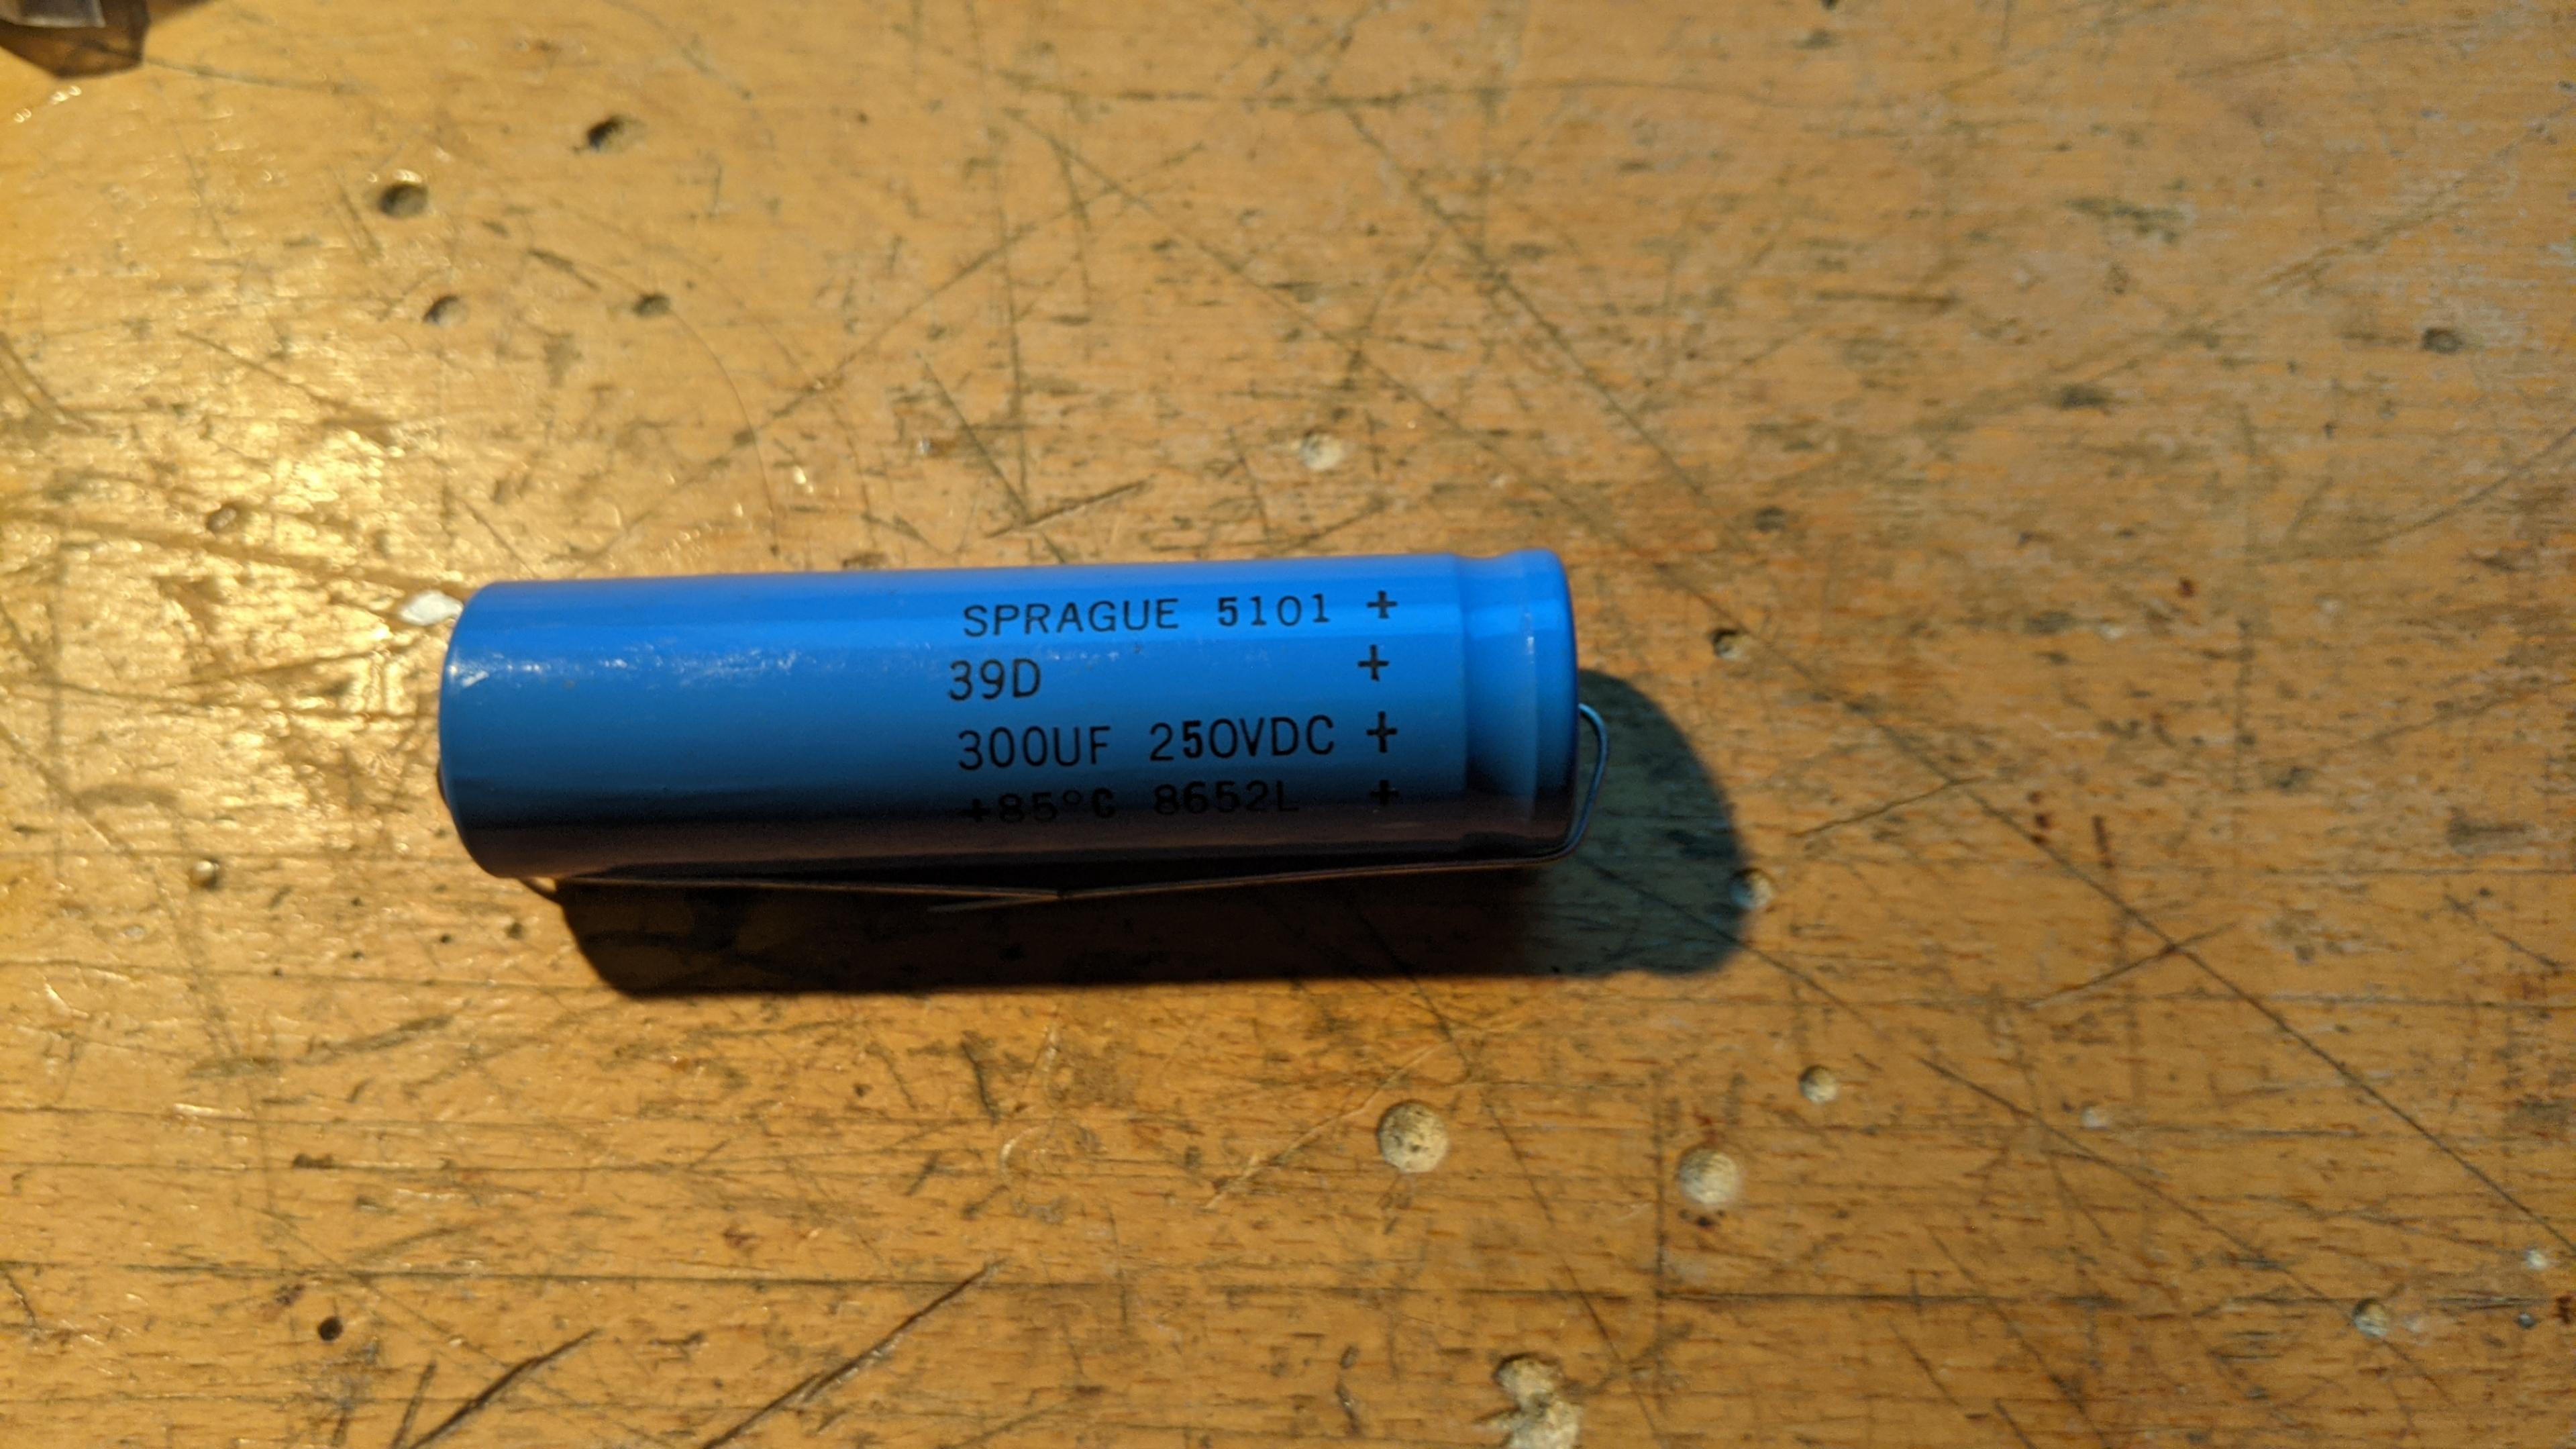 SPRAGUE 5101 +
39D +
300UF 250VDC +
+85°C 8652L +